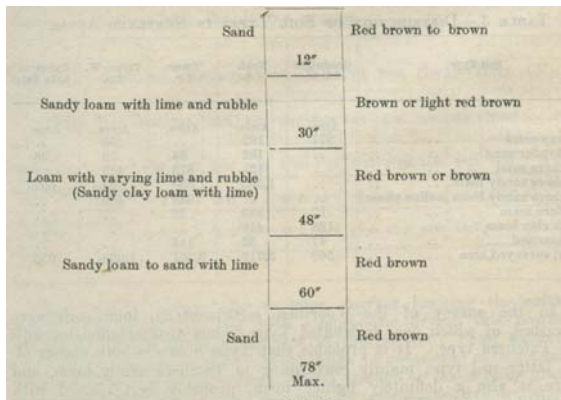 Sand Red brown to brown
12″
Sandy loam with lime and rubble Brown or light red brown
30″
Loam with varying lime and rubble Red brown or brown
(Sandy clay loam with lime)
48″
Sandy loam to sand with lime Red brown
60″
Sand Red brown
78″
Max.